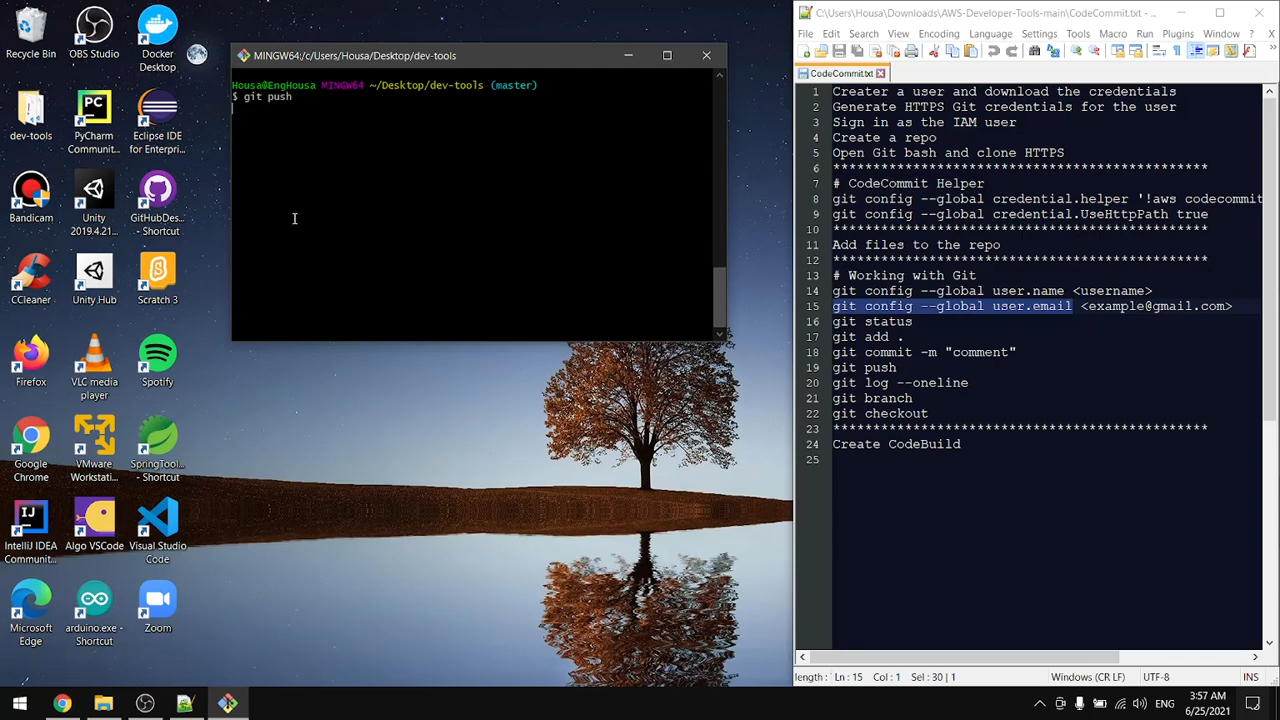 Recycle Bin
OBS Studio
Docker
Desktop
dev-tools
PyCharm
Communit...
Eclipse IDE
for Enterpri...
Bandicam
Unity
2019.4.21...
GitHubDes...
- Shortcut
CCleaner
Unity Hub
Scratch 3
Firefox
VLC media
player
Spotify
Google
Chrome
VMware
Workstati...
SpringTool...
- Shortcut
IntelliJ IDEA
Communit...
Algo VSCode
Visual Studio
Code
Microsoft
Edge
arduino.exe -
Shortcut
Zoom
MINGW64:/c/Users/Housa/Desktop/dev-tools
Housa@EngHousa MINGW64 ~/Desktop/dev-tools (master)
$ git push
C:\Users\Housa\Downloads\AWS-Developer-Tools-main\CodeCommit.txt - ...
File Edit Search View Encoding Language Settings Tools Macro Run Plugins Window ? X
CodeCommit.txt
1 Creater a user and download the credentials
2 Generate HTTPS Git credentials for the user
3 Sign in as the IAM user
4 Create a repo
5 Open Git bash and clone HTTPS
6 ***********************************************
7 # CodeCommit Helper
8 git config --global credential.helper '!aws codecommit
9 git config --global credential.UseHttpPath true
10 ***********************************************
11 Add files to the repo
12 ***********************************************
13 # Working with Git
14 git config --global user.name <username>
15 git config --global user.email <example@gmail.com>
16 git status
17 git add .
18 git commit -m "comment"
19 git push
20 git log --oneline
21 git branch
22 git checkout
23 ***********************************************
24 Create CodeBuild
25
length : Ln : 15 Col : 1 Sel : 30 | 1 Windows (CR LF) UTF-8 INS
ENG
3:57 AM
6/25/2021